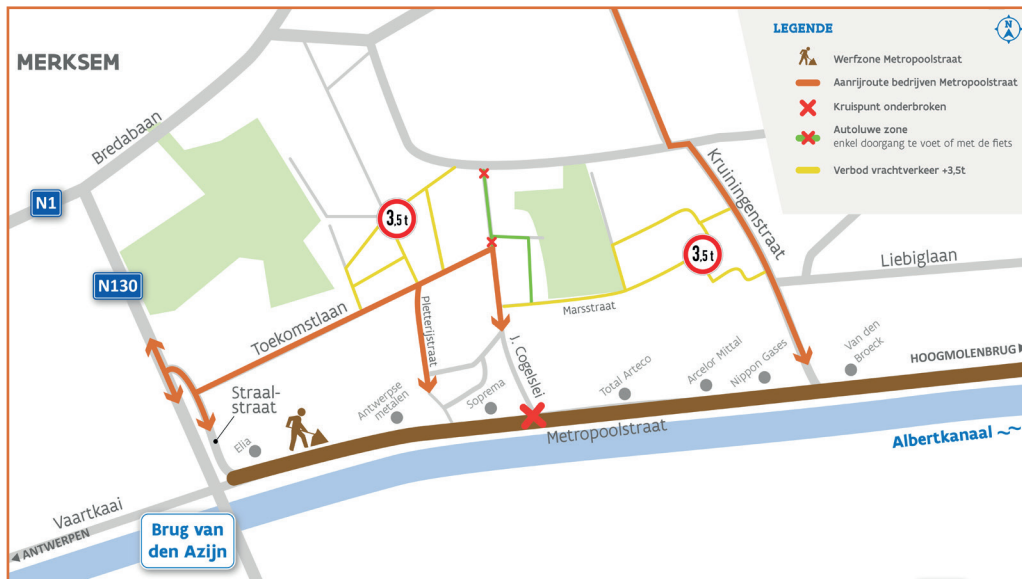 MERKSEM
LEGENDE
N
Werfzone Metropoolstraat
Aanrijroute bedrijven Metropoolstraat
Kruispunt onderbroken
Autoluwe zone
enkel doorgang te voet of met de fiets
Verbod vrachtverkeer +3,5t
Bredabaan
N1
N130
3,5 t
3,5 t
Kruiningenstraat
Liebiglaan
Toekomstlaan
Pletterijstraat
Marsstraat
J. Cogelslei
Straal-
straat
Elia
Antwerpse
metalen
Soprema
Total Arteco
Arcelor Mittal
Nippon Gases
Van den
Broeck
HOOGMOLENBRUG
Metropoolstraat
Albertkanaal
Vaartkaai
ANTWERPEN
Brug van
den Azijn